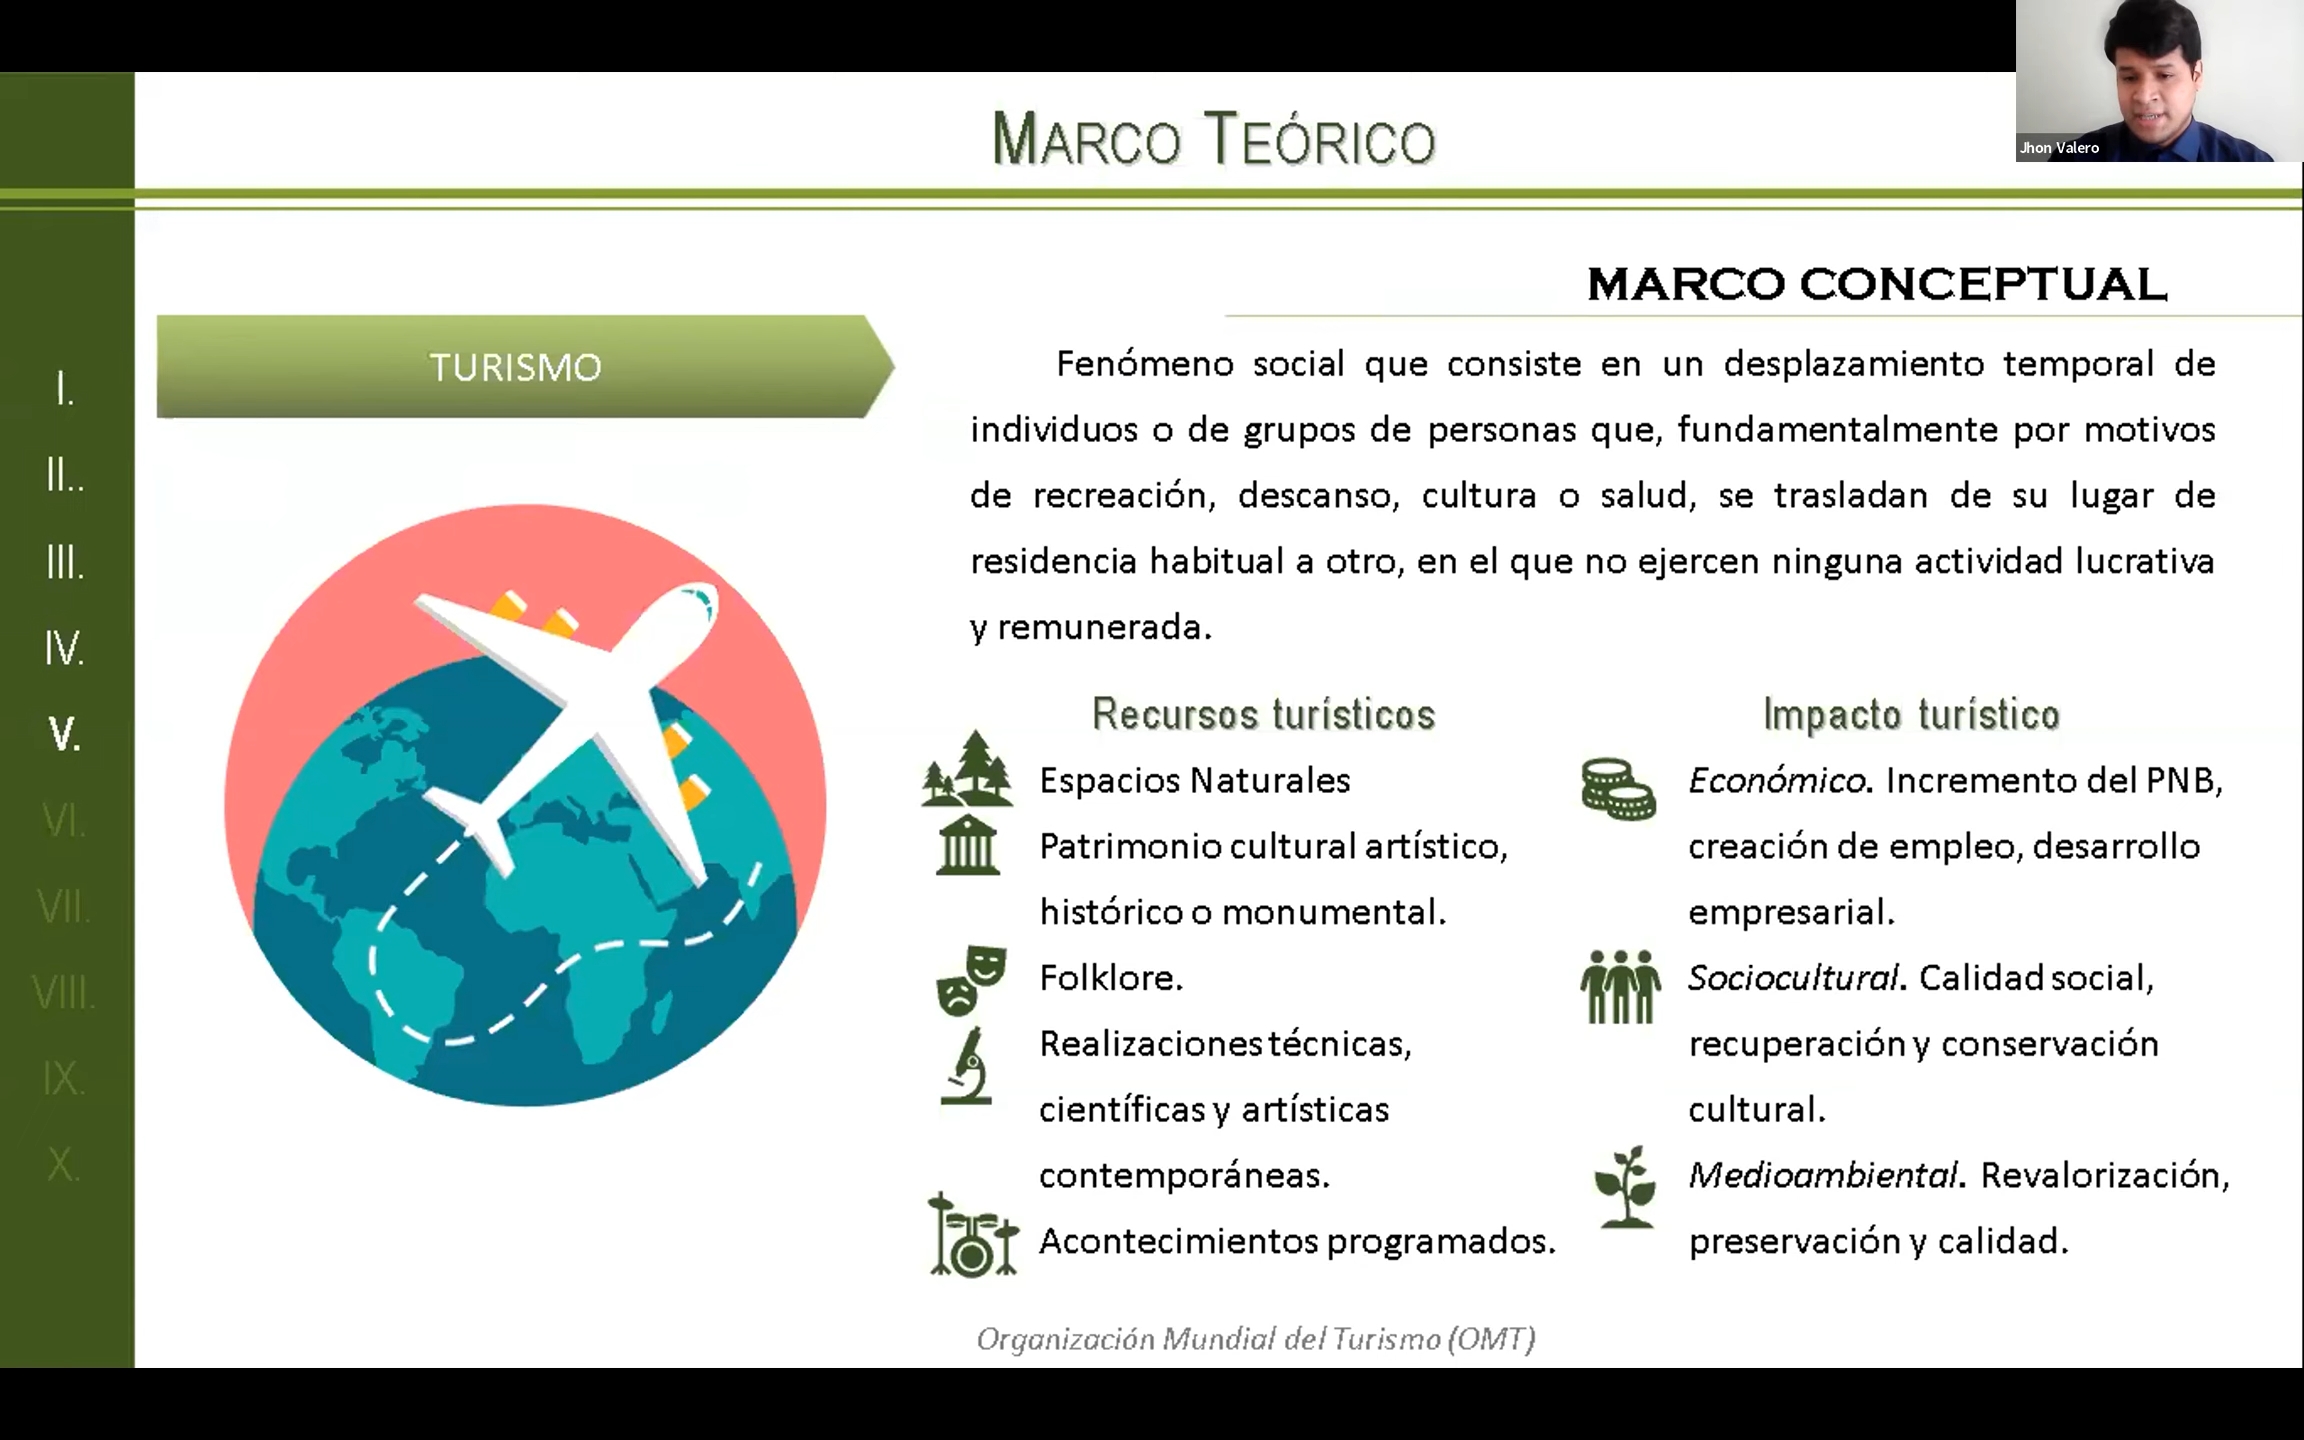 Jhon Valero
MARCO TEÓRICO
MARCO CONCEPTUAL
TURISMO
I.
II..
III.
IV.
V.
VI.
VII.
VIII.
IX.
X.
Fenómeno social que consiste en un desplazamiento temporal de
individuos o de grupos de personas que, fundamentalmente por motivos
de recreación, descanso, cultura o salud, se trasladan de su lugar de
residencia habitual a otro, en el que no ejercen ninguna actividad lucrativa
y remunerada.
Recursos turísticos
Espacios Naturales
Patrimonio cultural artístico,
histórico o monumental.
Folklore.
Realizaciones técnicas,
científicas y artísticas
contemporáneas.
Acontecimientos programados.
Impacto turístico
Económico. Incremento del PNB,
creación de empleo, desarrollo
empresarial.
Sociocultural. Calidad social,
recuperación y conservación
cultural.
Medioambiental. Revalorización,
preservación y calidad.
Organización Mundial del Turismo (OMT)